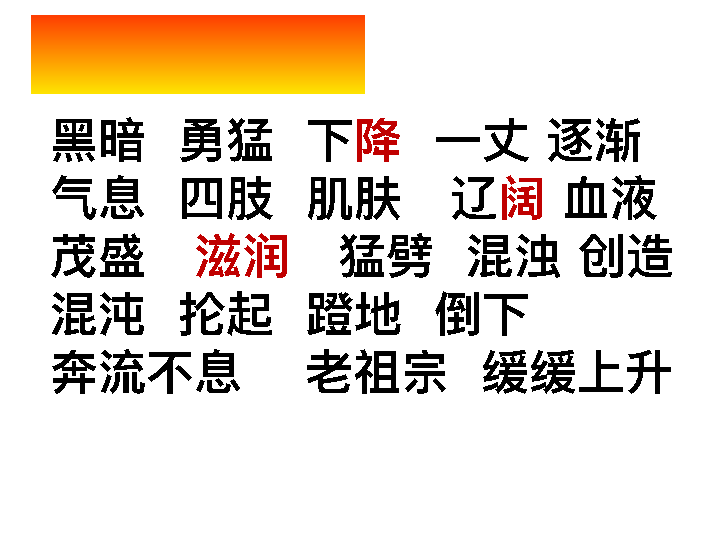 黑暗 勇猛 下降 一丈 逐渐
气息 四肢 肌肤 辽阔 血液
茂盛 滋润 猛劈 混浊 创造
混沌 抡起 蹬地 倒下
奔流不息 老祖宗 缓缓上升